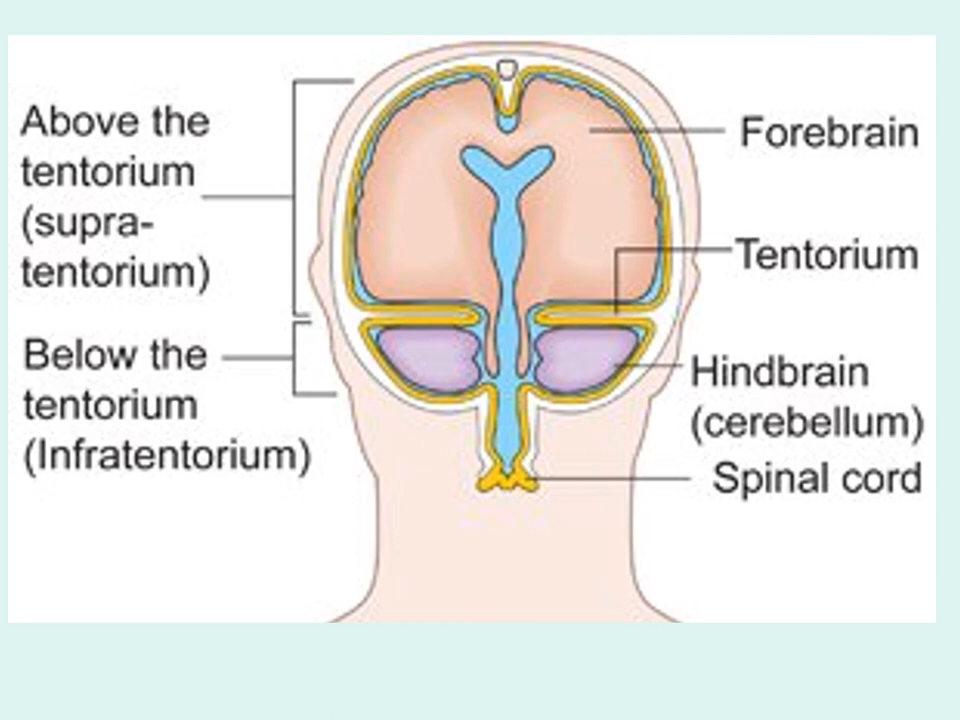 Above the
tentorium
(supra-
tentorium)
Below the
tentorium
(Infratentorium)
Forebrain
Tentorium
Hindbrain
(cerebellum)
Spinal cord